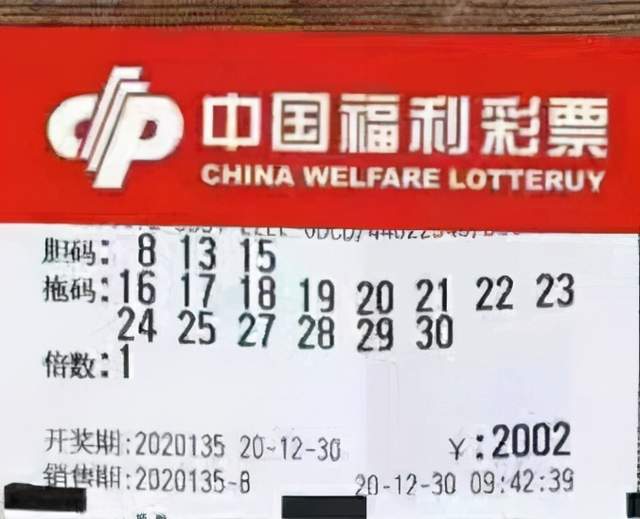 中国福利彩票
CHINA WELFARE LOTTERUY
胆码: 8 13 15
拖码:16 17 18 19 20 21 22 23
24 25 27 28 29 30
倍数:1
开奖期:2020135 20-12-30 ¥:2002
销售期:2020135-8 20-12-30 09:42:39